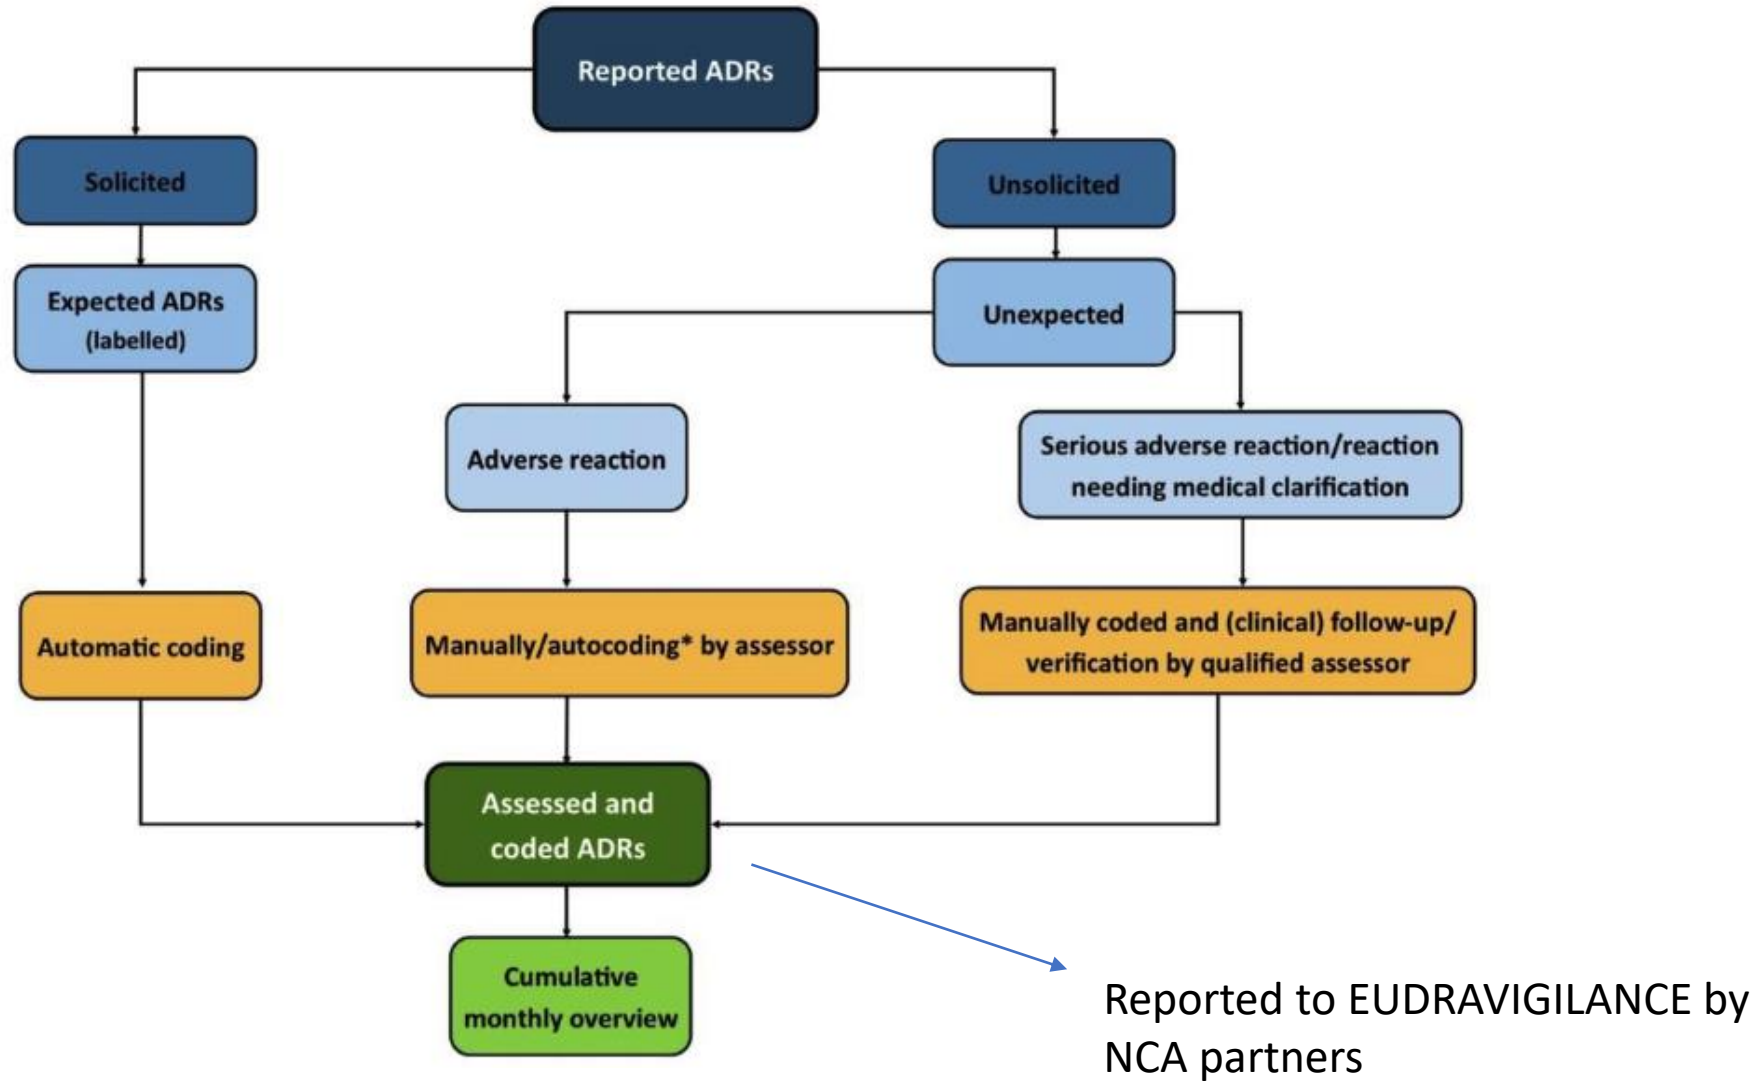 Reported ADRs
Solicited
Unsolicited
Expected ADRs
(labelled)
Unexpected
Adverse reaction
Serious adverse reaction/reaction
needing medical clarification
Automatic coding
Manually/autocoding* by assessor
Manually coded and (clinical) follow-up/
verification by qualified assessor
Assessed and
coded ADRs
Cumulative
monthly overview
Reported to EUDRAVIGILANCE by
NCA partners